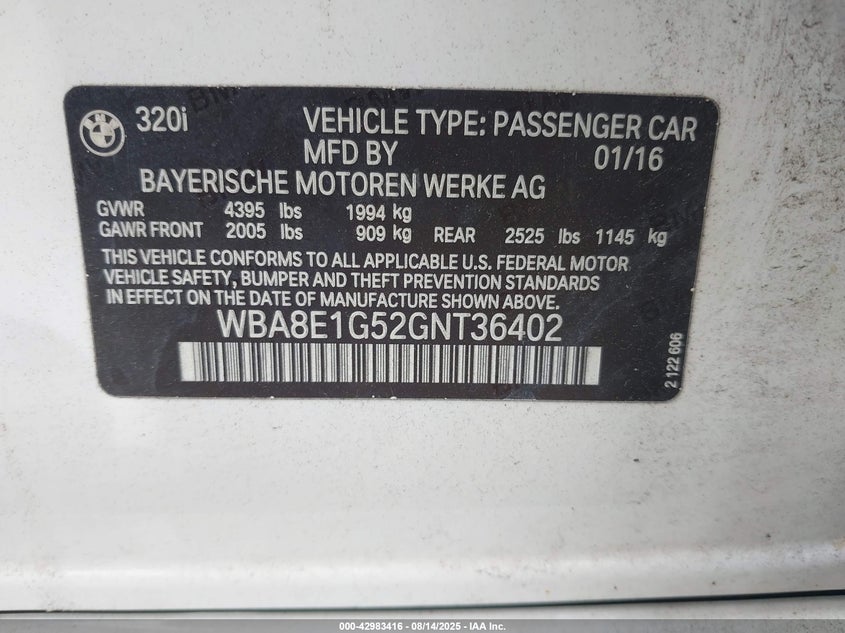 BMW
320i VEHICLE TYPE: PASSENGER CAR
MFD BY 01/16
BAYERISCHE MOTOREN WERKE AG
GVWR 4395 lbs 1994 kg
GAWR FRONT 2005 lbs 909 kg REAR 2525 lbs 1145 kg
THIS VEHICLE CONFORMS TO ALL APPLICABLE U.S. FEDERAL MOTOR
VEHICLE SAFETY, BUMPER AND THEFT PREVENTION STANDARDS
IN EFFECT ON THE DATE OF MANUFACTURE SHOWN ABOVE.
WBA8E1G52GNT36402
2 122 606
000-42983416 - 08/14/2025 - IAA Inc.